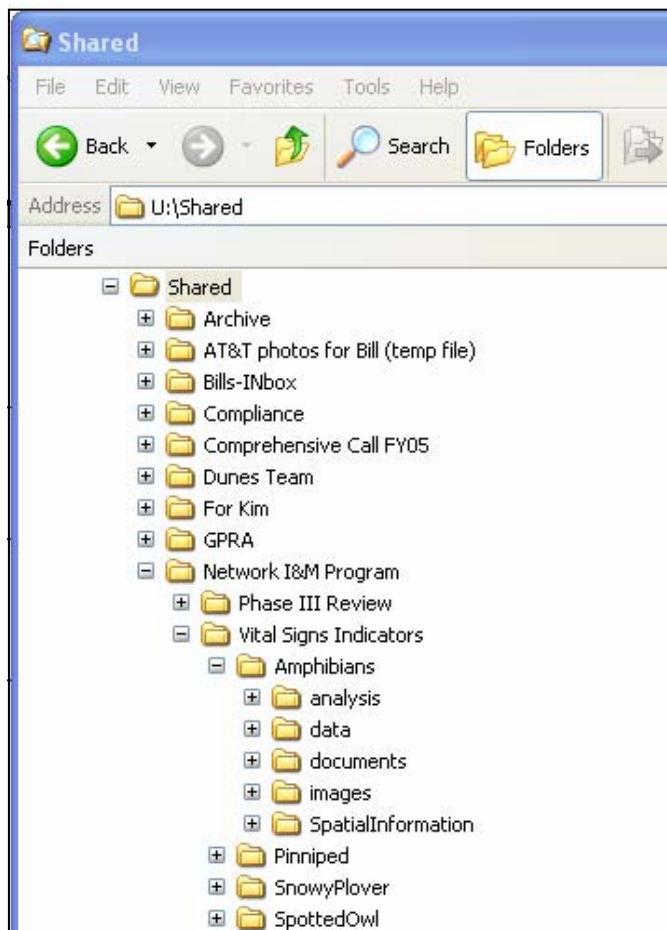 Shared
File Edit View Favorites Tools Help
Back Search Folders
Address U:\Shared
Folders
Shared
Archive
AT&T photos for Bill (temp file)
Bills-INbox
Compliance
Comprehensive Call FY05
Dunes Team
For Kim
GPRA
Network I&M Program
Phase III Review
Vital Signs Indicators
Amphibians
analysis
data
documents
images
SpatialInformation
Pinniped
SnowyPlover
SpottedOwl